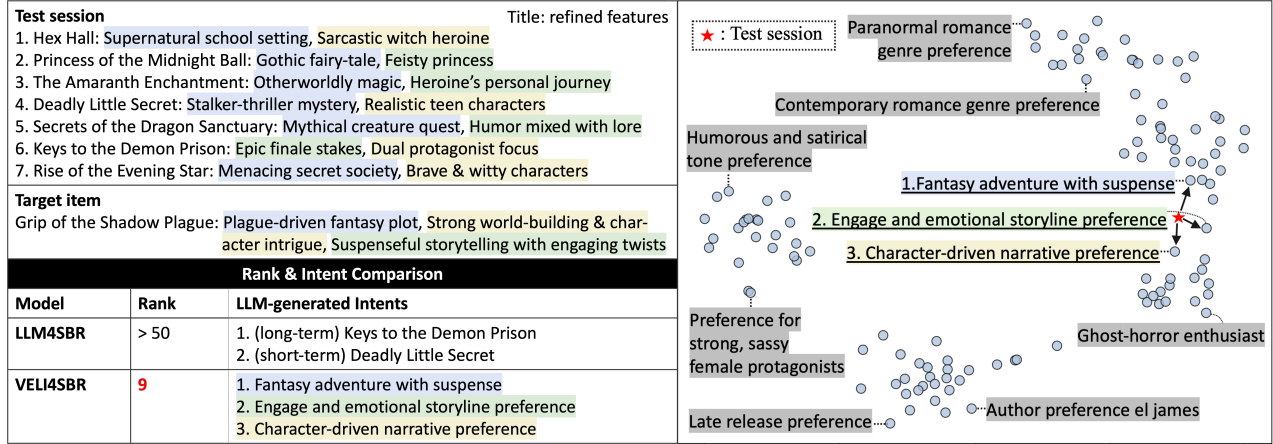 Test session
Title: refined features
1. Hex Hall: Supernatural school setting, Sarcastic witch heroine
2. Princess of the Midnight Ball: Gothic fairy-tale, Feisty princess
3. The Amaranth Enchantment: Otherworldly magic, Heroine's personal journey
4. Deadly Little Secret: Stalker-thriller mystery, Realistic teen characters
5. Secrets of the Dragon Sanctuary: Mythical creature quest, Humor mixed with lore
6. Keys to the Demon Prison: Epic finale stakes, Dual protagonist focus
7. Rise of the Evening Star: Menacing secret society, Brave & witty characters
Target item
Grip of the Shadow Plague: Plague-driven fantasy plot, Strong world-building & char-
acter intrigue, Suspenseful storytelling with engaging twists
Rank & Intent Comparison
Model Rank LLM-generated Intents
LLM4SBR > 50 1. (long-term) Keys to the Demon Prison
2. (short-term) Deadly Little Secret
VELI4SBR 9 1. Fantasy adventure with suspense
2. Engage and emotional storyline preference
3. Character-driven narrative preference
: Test session
Paranormal romance
genre preference
Contemporary romance genre preference
Humorous and satirical
tone preference
1.Fantasy adventure with suspense
2. Engage and emotional storyline preference
3. Character-driven narrative preference
Preference for
strong, sassy
female protagonists
Ghost-horror enthusiast
Author preference el james
Late release preference